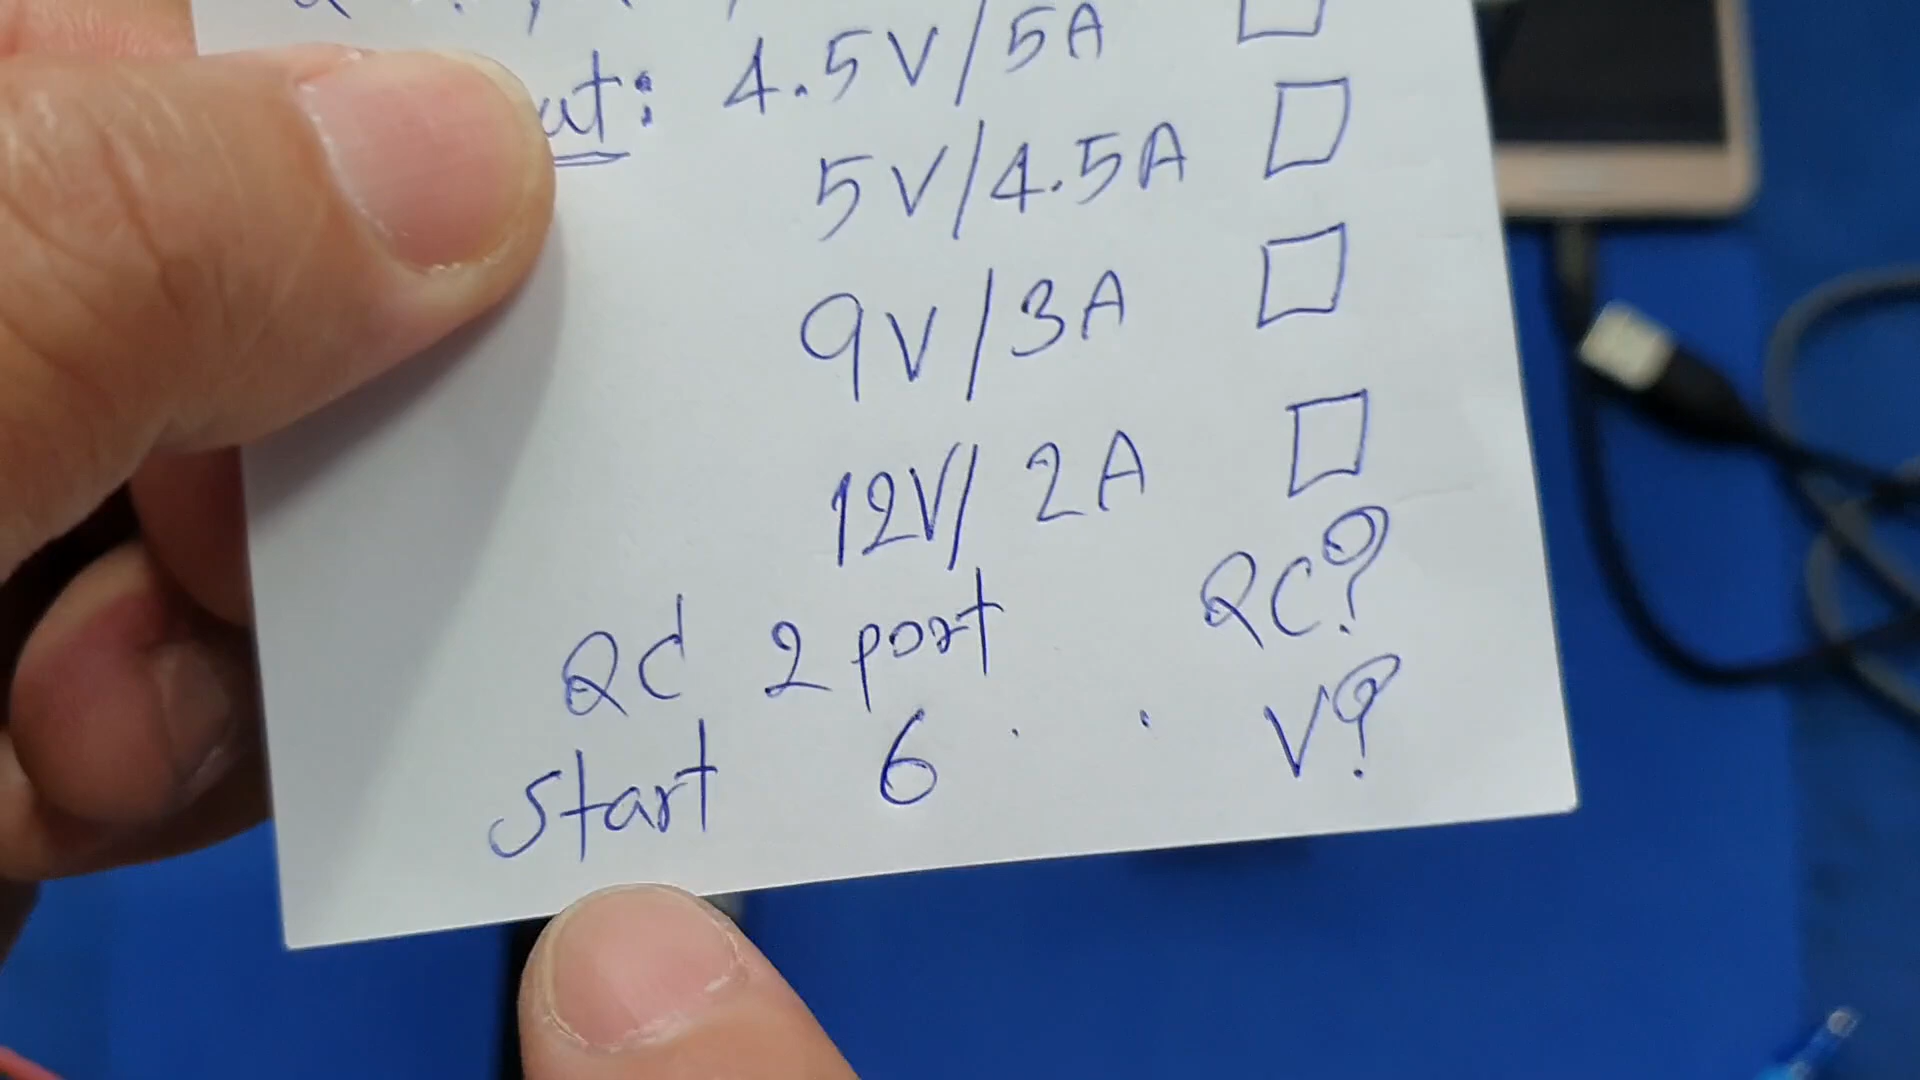 ut: 4.5V/5A
5V/4.5A
9V/3A
12V/2A
QC 2 port QC?
Start 6 . . V?